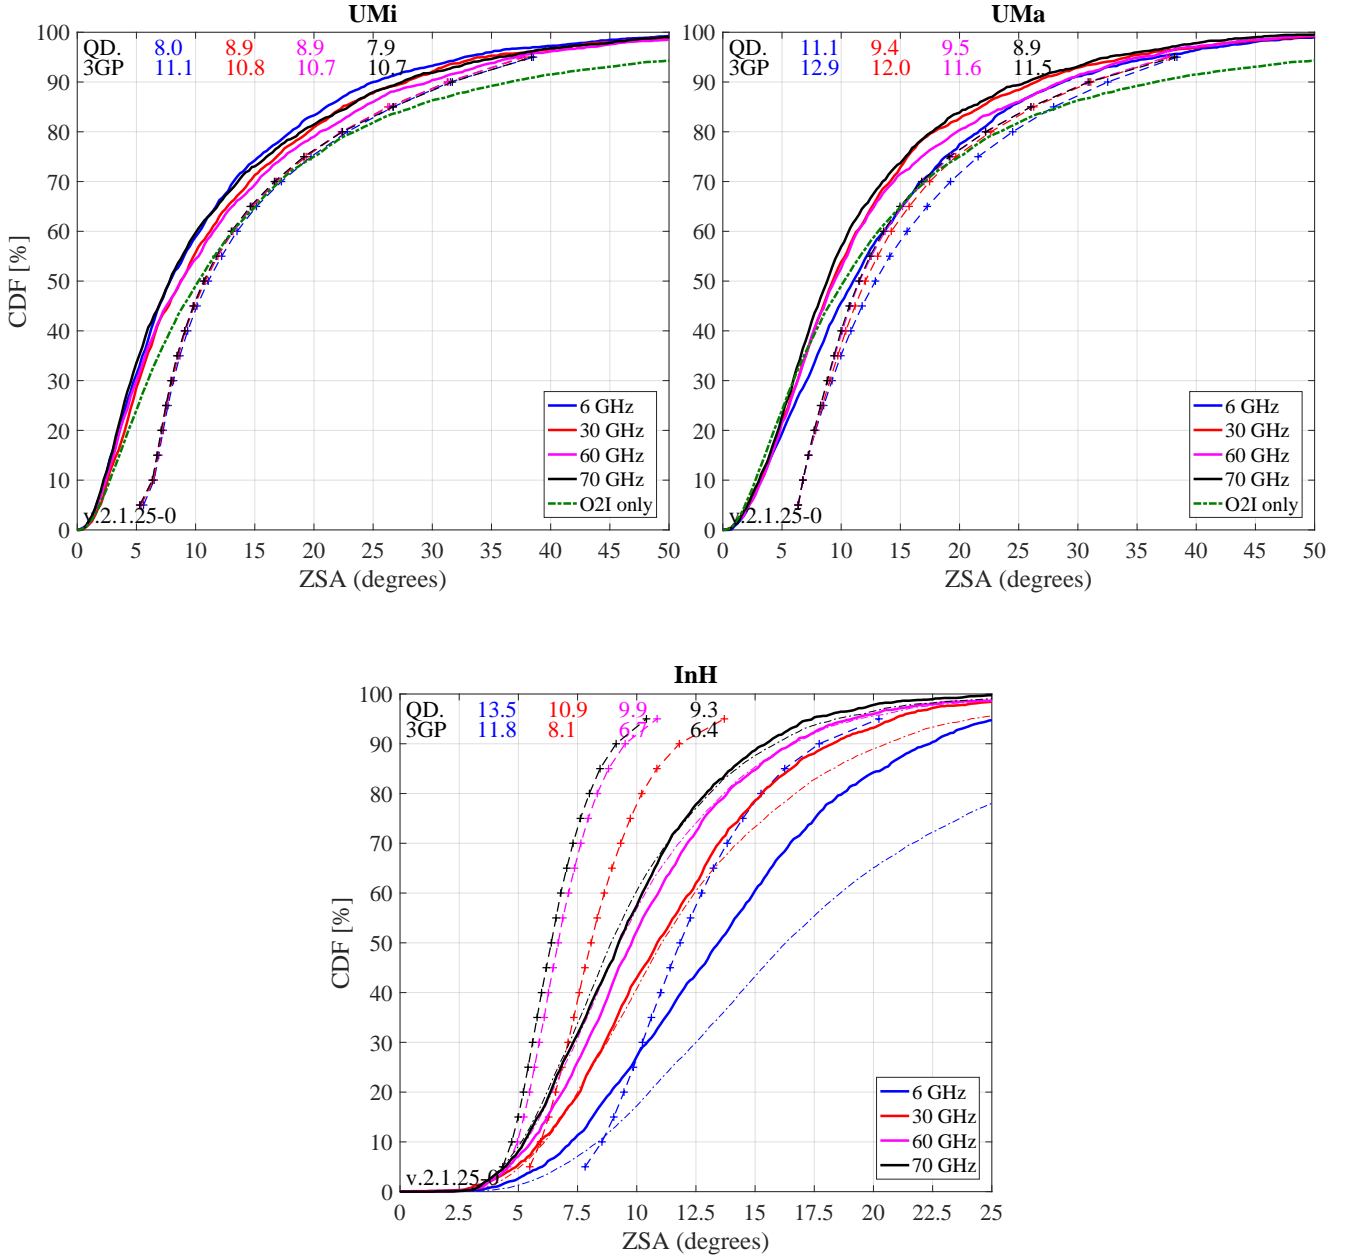 UMi
QD. 8.0 8.9 8.9 7.9
3GP 11.1 10.8 10.7 10.7
100
90
80
70
60
50
40
30
20
10
0
CDF [%]
6 GHz
30 GHz
60 GHz
70 GHz
O2I only
v.2.1.25-0
0 5 10 15 20 25 30 35 40 45 50
ZSA (degrees)
UMa
QD. 11.1 9.4 9.5 8.9
3GP 12.9 12.0 11.6 11.5
100
90
80
70
60
50
40
30
20
10
0
6 GHz
30 GHz
60 GHz
70 GHz
O2I only
v.2.1.25-0
0 5 10 15 20 25 30 35 40 45 50
ZSA (degrees)
InH
QD. 13.5 10.9 9.9 9.3
3GP 11.8 8.1 6.7 6.4
100
90
80
70
60
50
40
30
20
10
0
CDF [%]
6 GHz
30 GHz
60 GHz
70 GHz
v.2.1.25-0
0 2.5 5 7.5 10 12.5 15 17.5 20 22.5 25
ZSA (degrees)